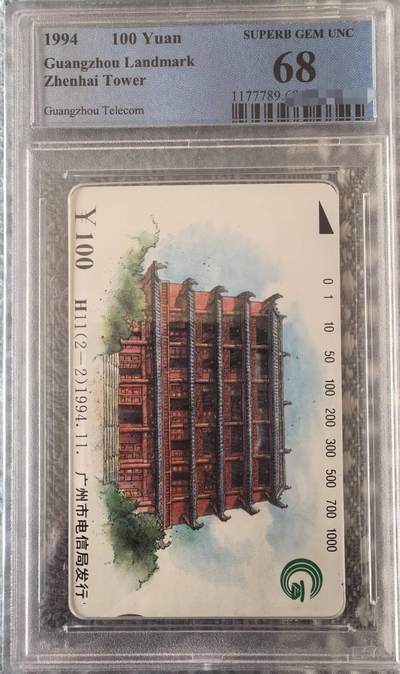 1994 100 Yuan
Guangzhou Landmark
Zhenhai Tower
Guangzhou Telecom
SUPERB GEM UNC
68
1177789.
0 1 10 50 100 200 300 500 700 1000
￥100
H11(2-2)1994.11. 广州市电信局发行